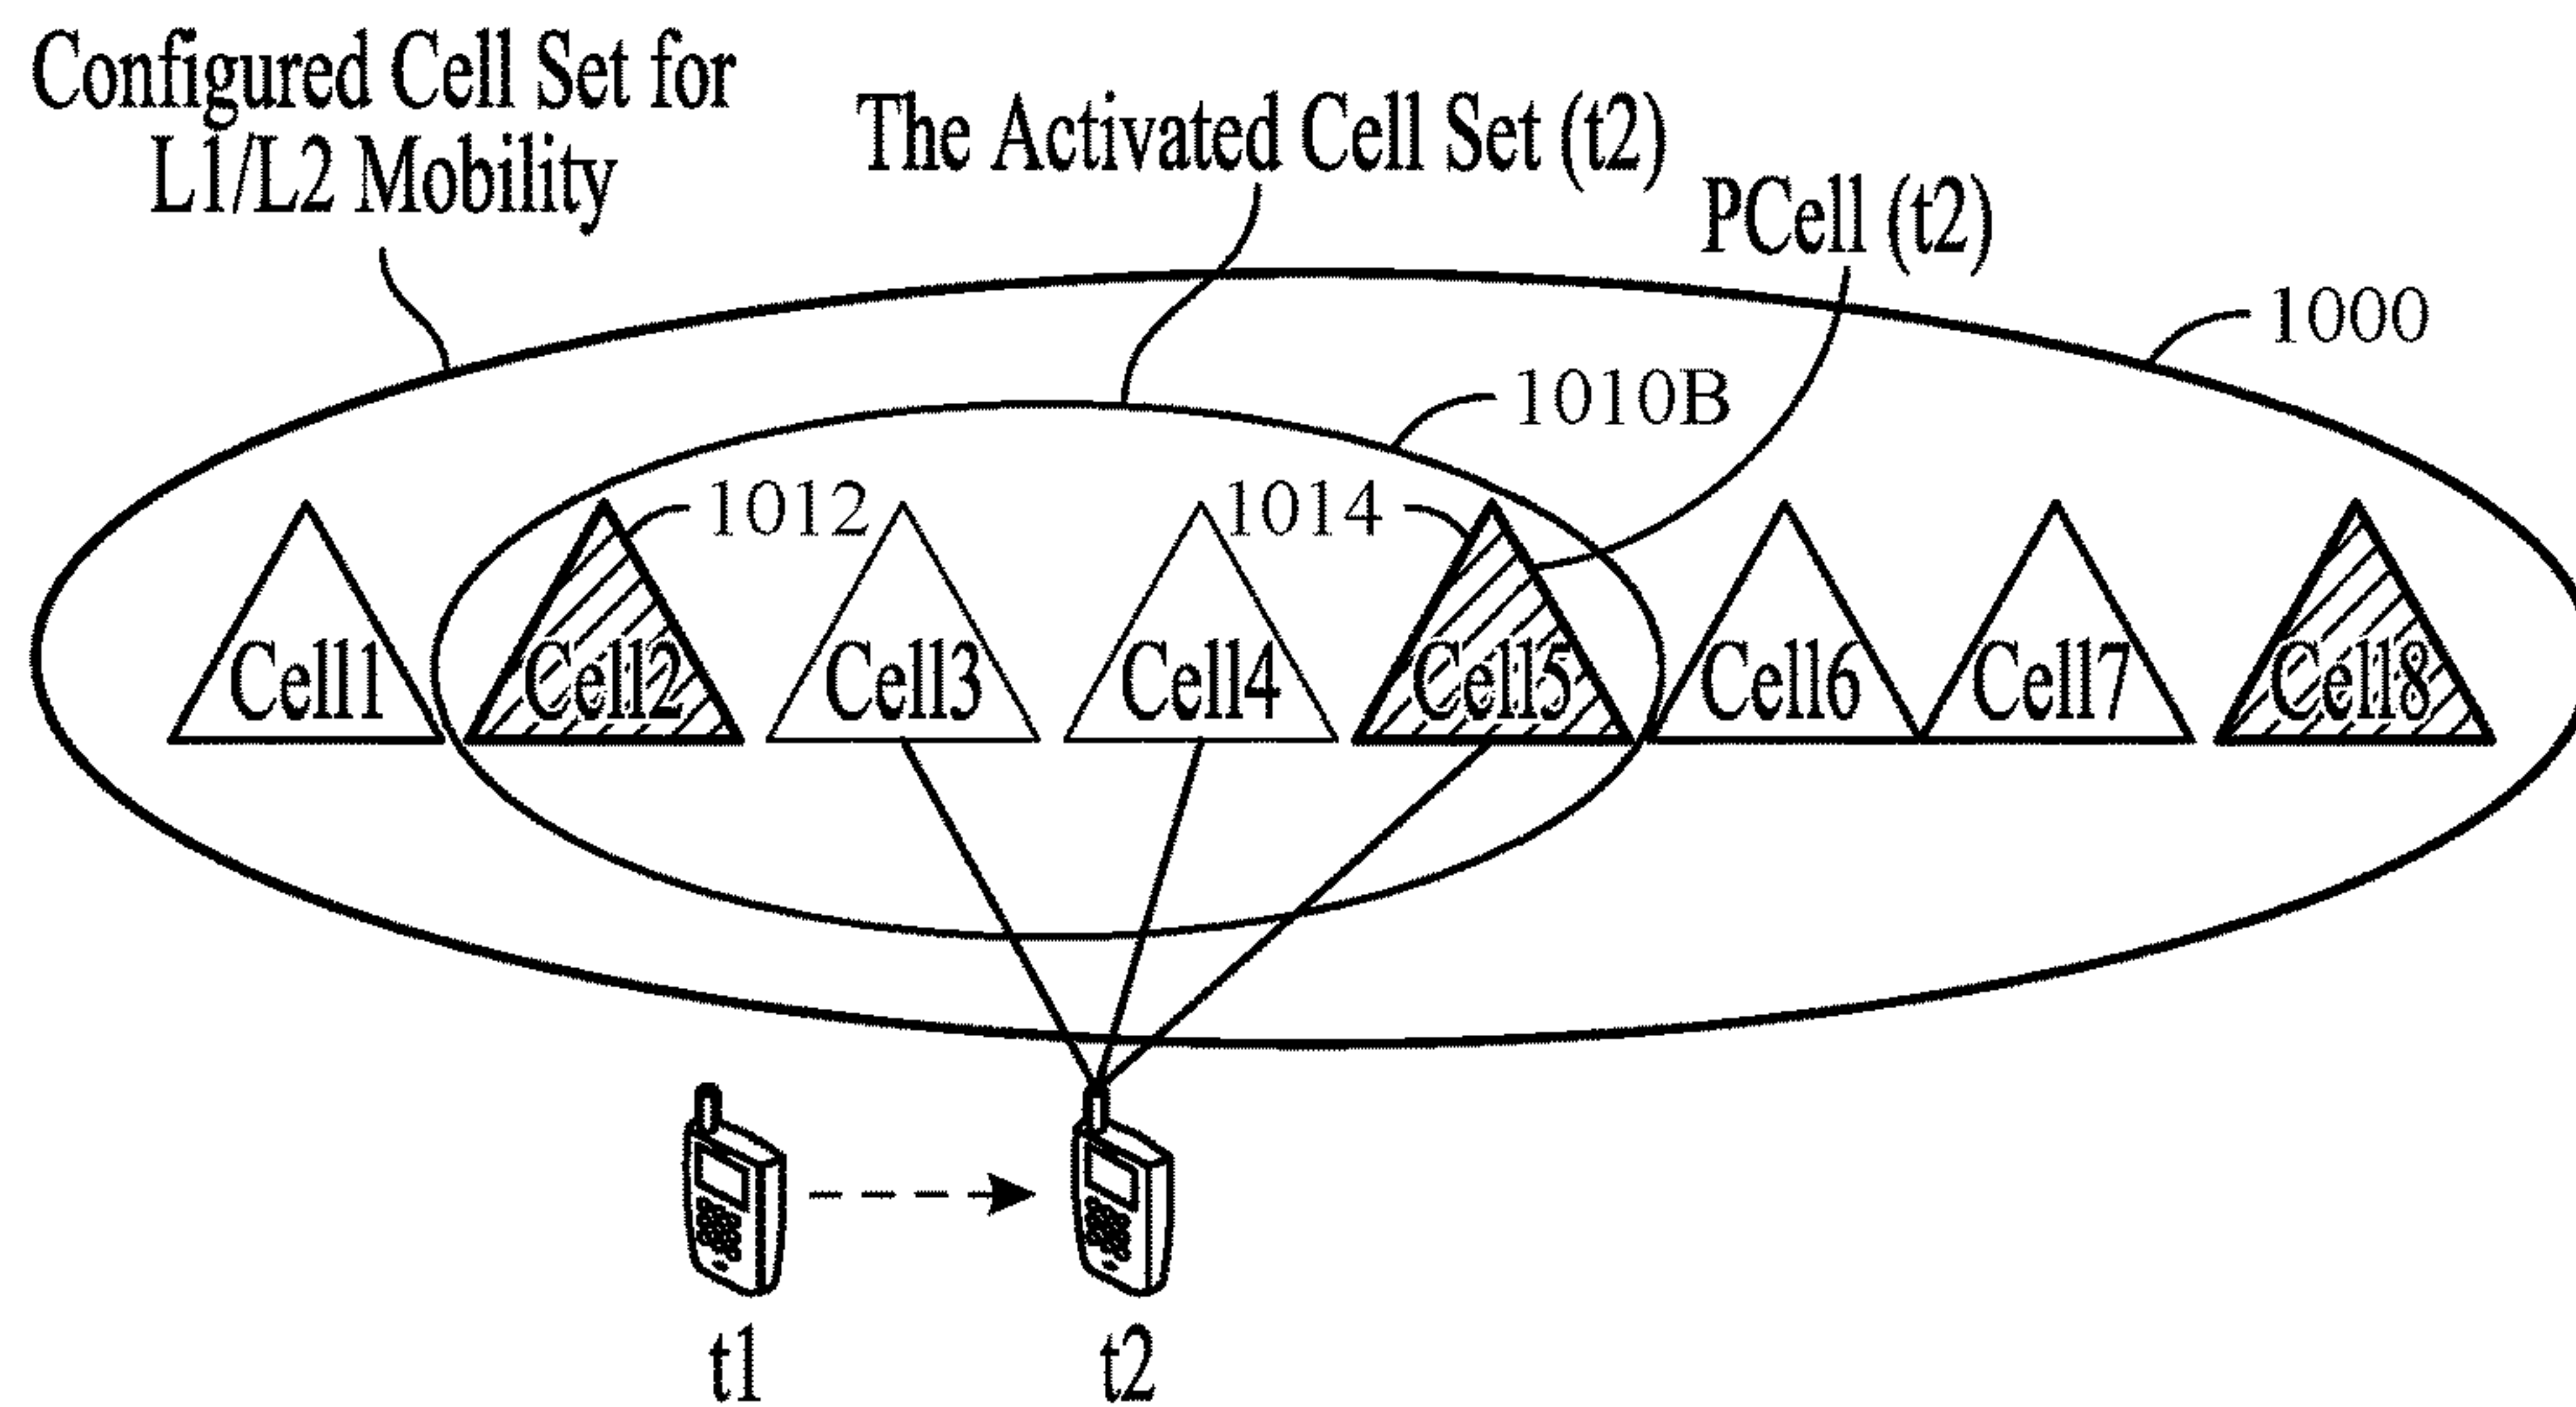 Configured Cell Set for
L1/L2 Mobility
The Activated Cell Set (t2)
PCell (t2)
1000
1010B
1012
1014
Cell1
Cell2
Cell3
Cell4
Cell5
Cell6
Cell7
Cell8
t1
t2